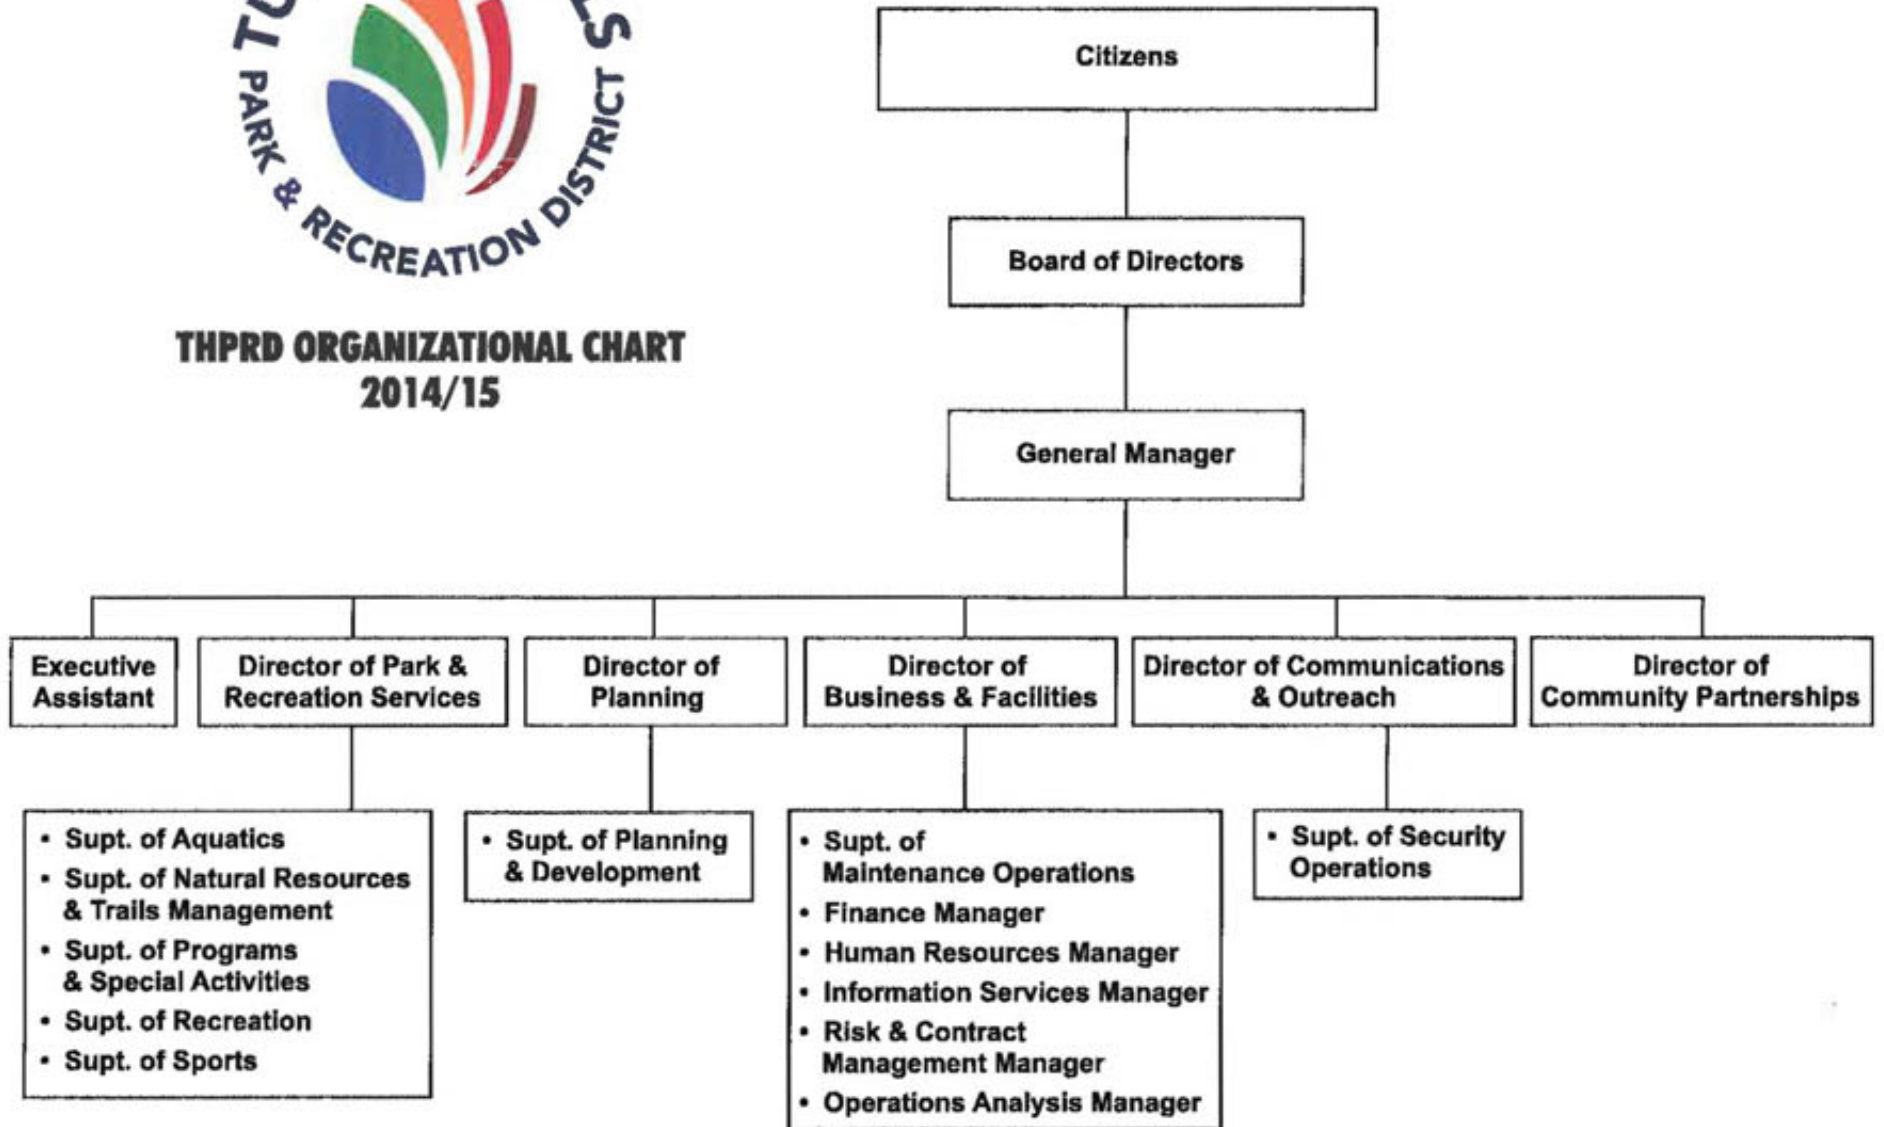 PARK & RECREATION DISTRICT
THPRD ORGANIZATIONAL CHART
2014/15
Citizens
Board of Directors
General Manager
Executive
Assistant
Director of Park &
Recreation Services
Director of
Planning
Director of
Business & Facilities
Director of Communications
& Outreach
Director of
Community Partnerships
• Supt. of Aquatics
• Supt. of Natural Resources
& Trails Management
• Supt. of Programs
& Special Activities
• Supt. of Recreation
• Supt. of Sports
• Supt. of Planning
& Development
• Supt. of
Maintenance Operations
• Finance Manager
• Human Resources Manager
• Information Services Manager
• Risk & Contract
Management Manager
• Operations Analysis Manager
• Supt. of Security
Operations